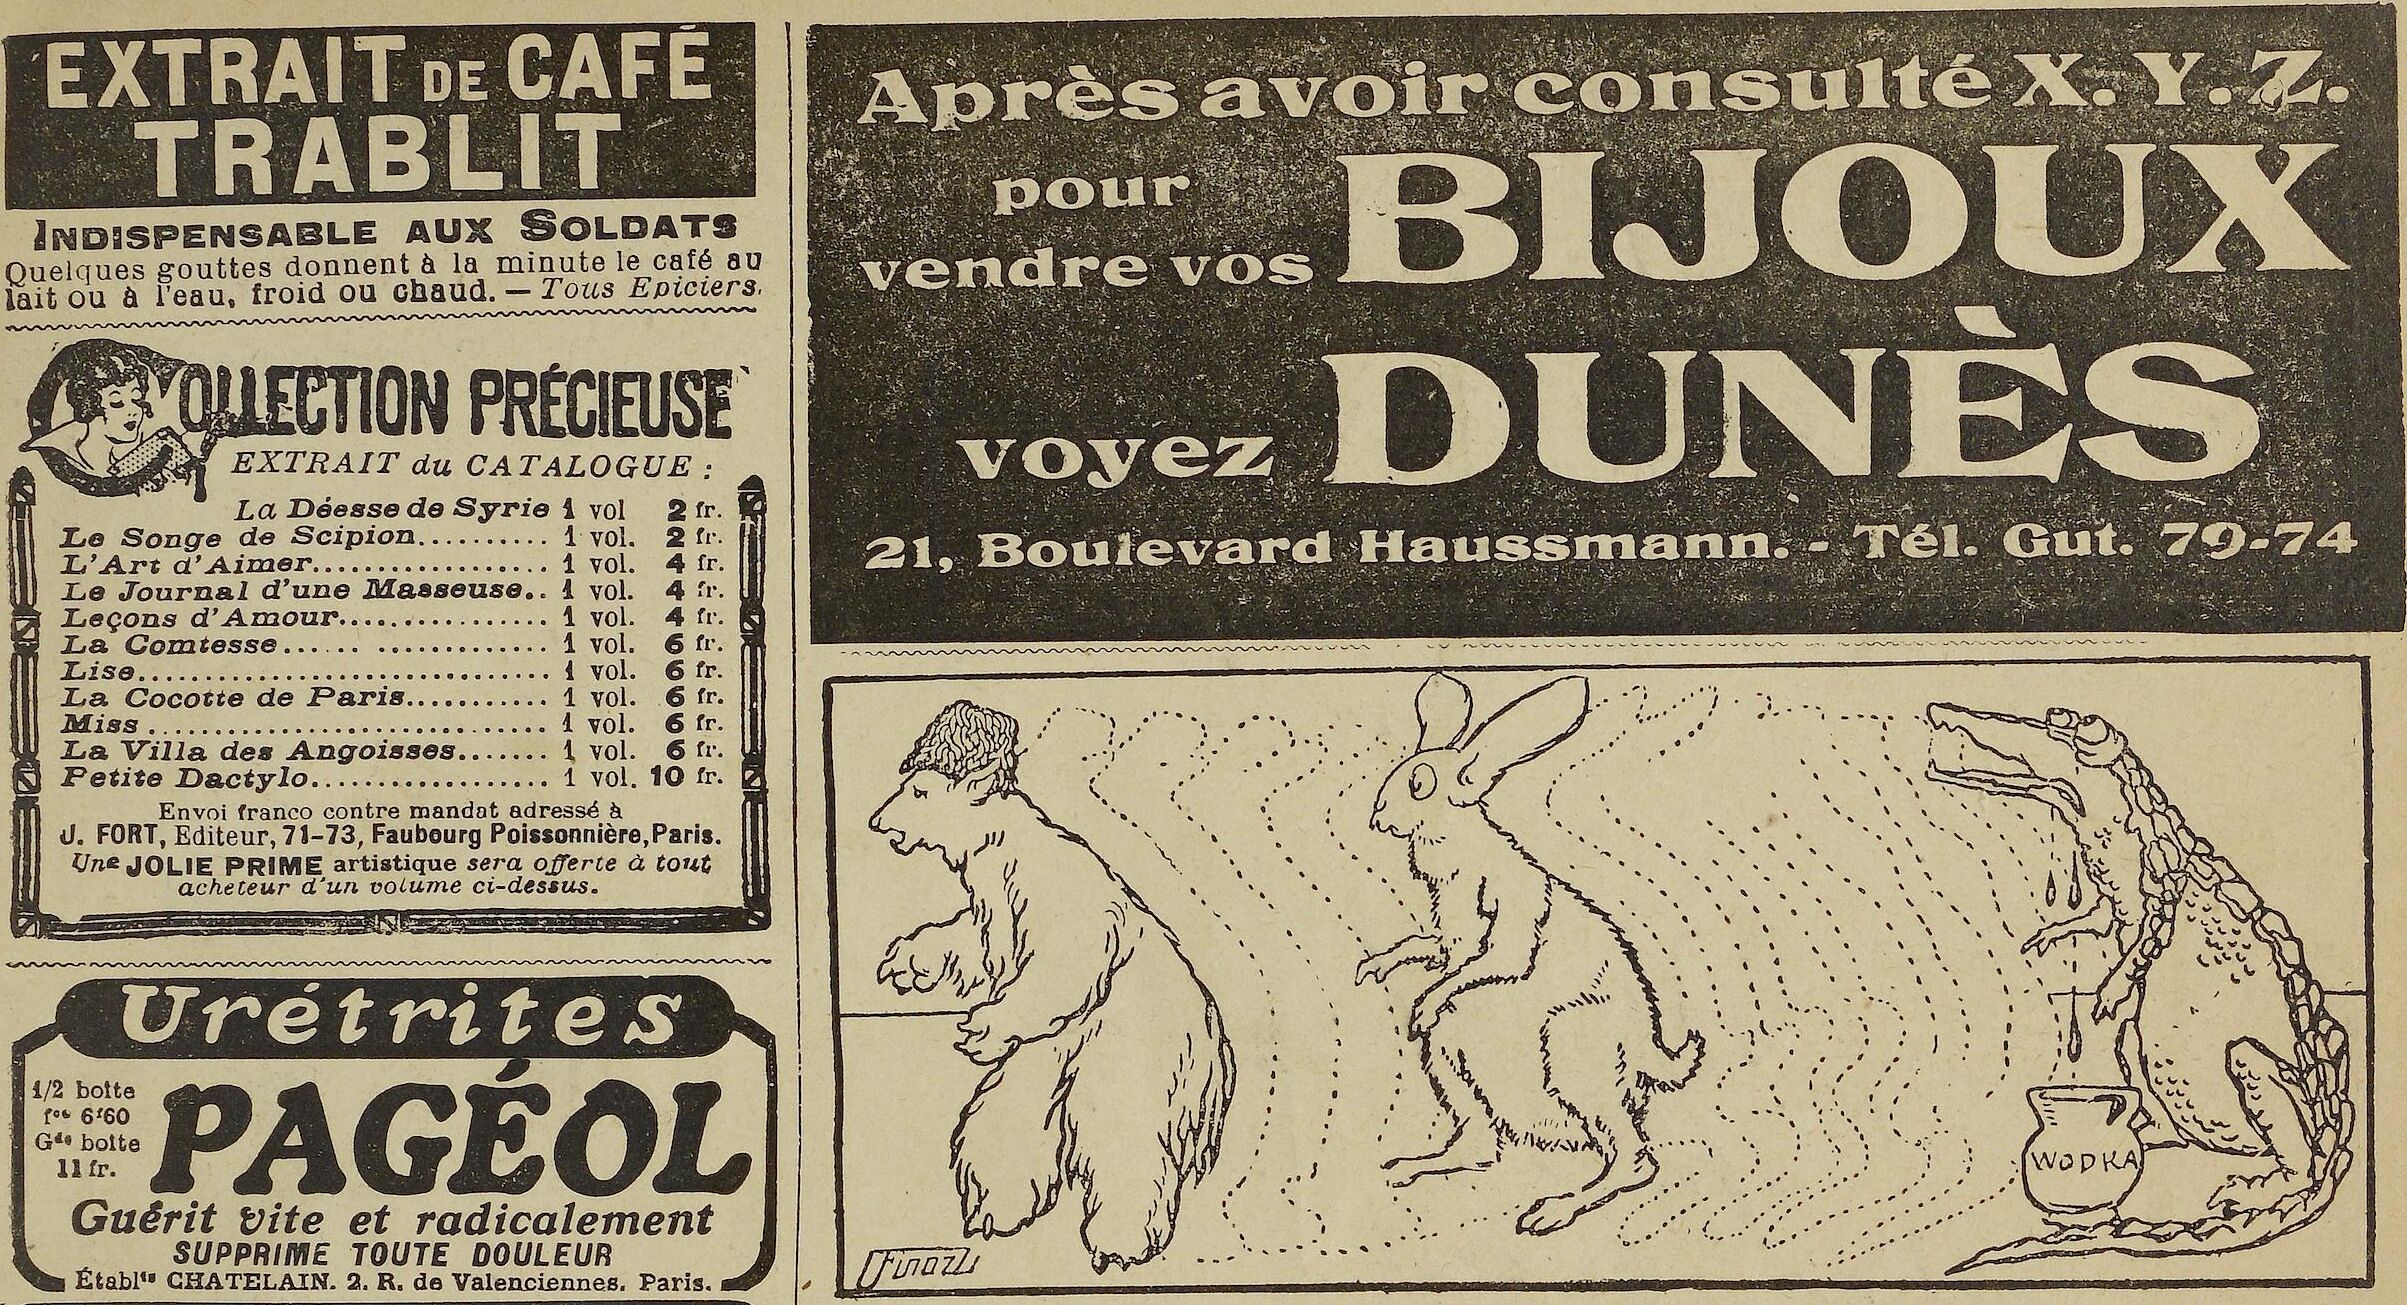 EXTRAIT DE CAFÉ
TRABLIT
INDISPENSABLE AUX SOLDATS
Quelques gouttes donnent à la minute le café au
lait ou à l'eau, froid ou chaud. — Tous Epiciers.
COLLECTION PRÉCIEUSE
EXTRAIT du CATALOGUE :
La Déesse de Syrie 1 vol 2 fr.
Le Songe de Scipion.......... 1 vol. 2 fr.
L'Art d'Aimer.................. 1 vol. 4 fr.
Le Journal d'une Masseuse.. 1 vol. 4 fr.
Leçons d'Amour................ 1 vol. 4 fr.
La Comtesse...... ............. 1 vol. 6 fr.
Lise................................ 1 vol. 6 fr.
La Cocotte de Paris........... 1 vol. 6 fr.
Miss............................... 1 vol. 6 fr.
La Villa des Angoisses....... 1 vol. 6 fr.
Petite Dactylo.................. 1 vol. 10 fr.
Envoi franco contre mandat adressé à
J. FORT, Editeur, 71-73, Faubourg Poissonnière, Paris.
Une JOLIE PRIME artistique sera offerte à tout
acheteur d'un volume ci-dessus.
Urétrites
1/2 boîte
fco 6f60
Gde boîte
11 fr.
PAGÉOL
Guérit vite et radicalement
SUPPRIME TOUTE DOULEUR
Établts CHATELAIN. 2. R. de Valenciennes. Paris.
Après avoir consulté X. Y. Z.
pour
vendre vos BIJOUX
voyez DUNÈS
21, Boulevard Haussmann. - Tél. Gut. 79-74
WODKA